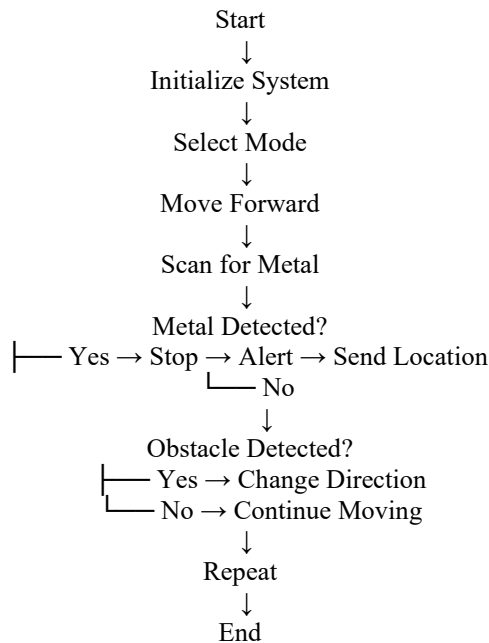 Start
↓
Initialize System
↓
Select Mode
↓
Move Forward
↓
Scan for Metal
↓
Metal Detected?
├── Yes → Stop → Alert → Send Location
└── No
↓
Obstacle Detected?
├── Yes → Change Direction
└── No → Continue Moving
↓
Repeat
↓
End